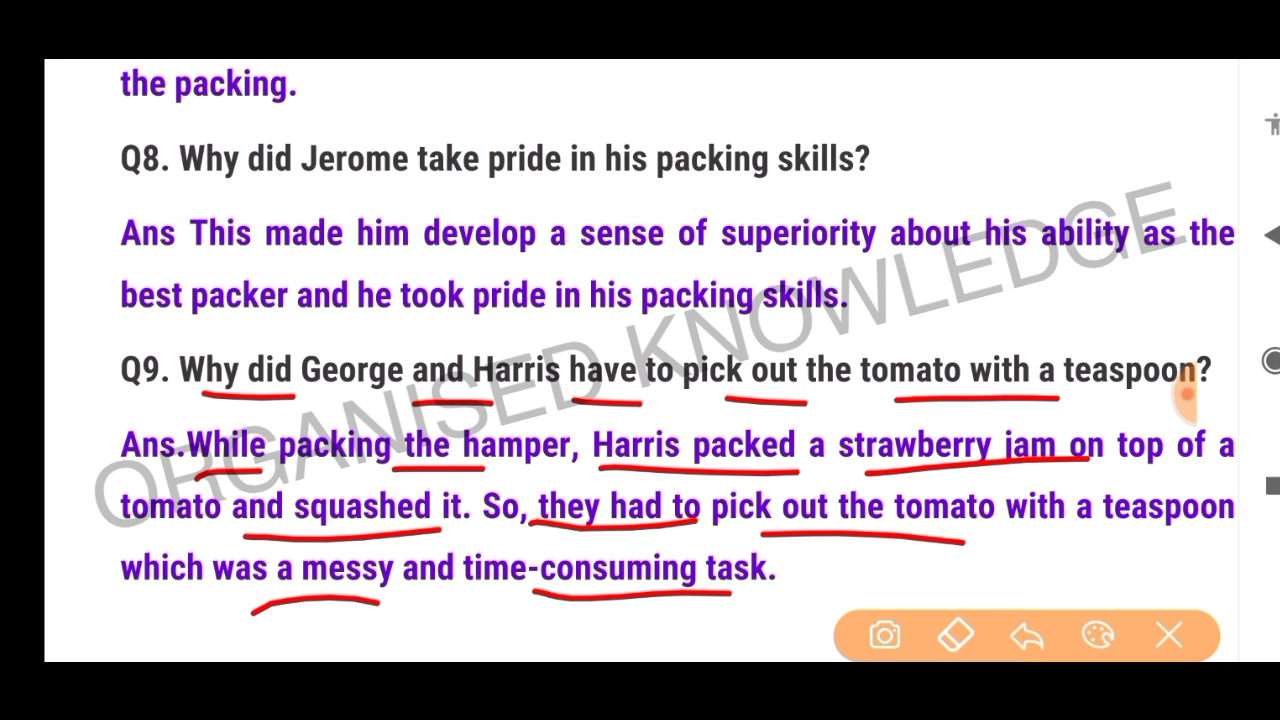 the packing.
Q8. Why did Jerome take pride in his packing skills?
Ans This made him develop a sense of superiority about his ability as the
best packer and he took pride in his packing skills.
ORGANISED KNOWLEDGE
Q9. Why did George and Harris have to pick out the tomato with a teaspoon?
Ans.While packing the hamper, Harris packed a strawberry jam on top of a
tomato and squashed it. So, they had to pick out the tomato with a teaspoon
which was a messy and time-consuming task.